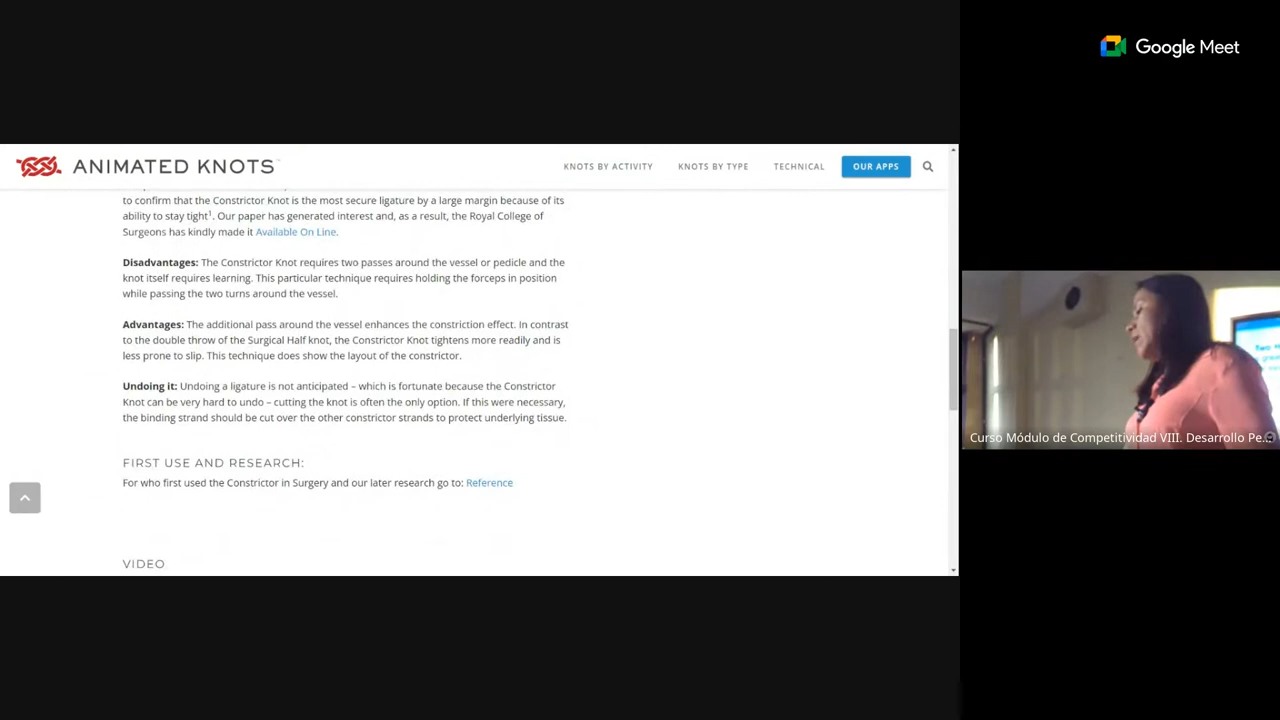 Google Meet
ANIMATED KNOTS
KNOTS BY ACTIVITY
KNOTS BY TYPE
TECHNICAL
OUR APPS
to confirm that the Constrictor Knot is the most secure ligature by a large margin because of its
ability to stay tight¹. Our paper has generated interest and, as a result, the Royal College of
Surgeons has kindly made it Available On Line.
Disadvantages: The Constrictor Knot requires two passes around the vessel or pedicle and the
knot itself requires learning. This particular technique requires holding the forceps in position
while passing the two turns around the vessel.
Advantages: The additional pass around the vessel enhances the constriction effect. In contrast
to the double throw of the Surgical Half knot, the Constrictor Knot tightens more readily and is
less prone to slip. This technique does show the layout of the constrictor.
Undoing it: Undoing a ligature is not anticipated – which is fortunate because the Constrictor
Knot can be very hard to undo – cutting the knot is often the only option. If this were necessary,
the binding strand should be cut over the other constrictor strands to protect underlying tissue.
FIRST USE AND RESEARCH:
For who first used the Constrictor in Surgery and our later research go to: Reference
VIDEO
Curso Módulo de Competitividad VIII. Desarrollo Pe...